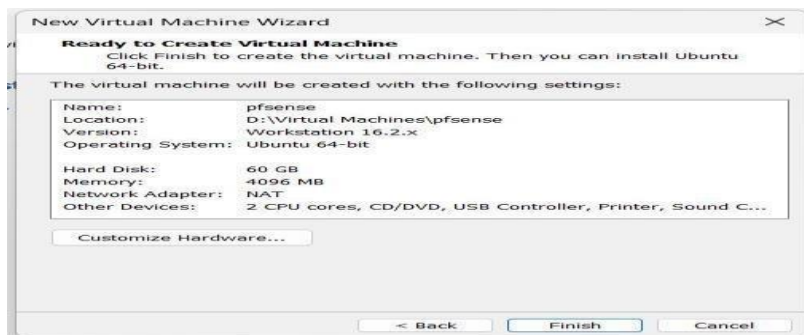 New Virtual Machine Wizard
Ready to Create Virtual Machine
Click Finish to create the virtual machine. Then you can install Ubuntu
64-bit.
The virtual machine will be created with the following settings:
Name: pfsense
Location: D:\Virtual Machines\pfsense
Version: Workstation 16.2.x
Operating System: Ubuntu 64-bit
Hard Disk: 60 GB
Memory: 4096 MB
Network Adapter: NAT
Other Devices: 2 CPU cores, CD/DVD, USB Controller, Printer, Sound C...
Customize Hardware...
< Back Finish Cancel